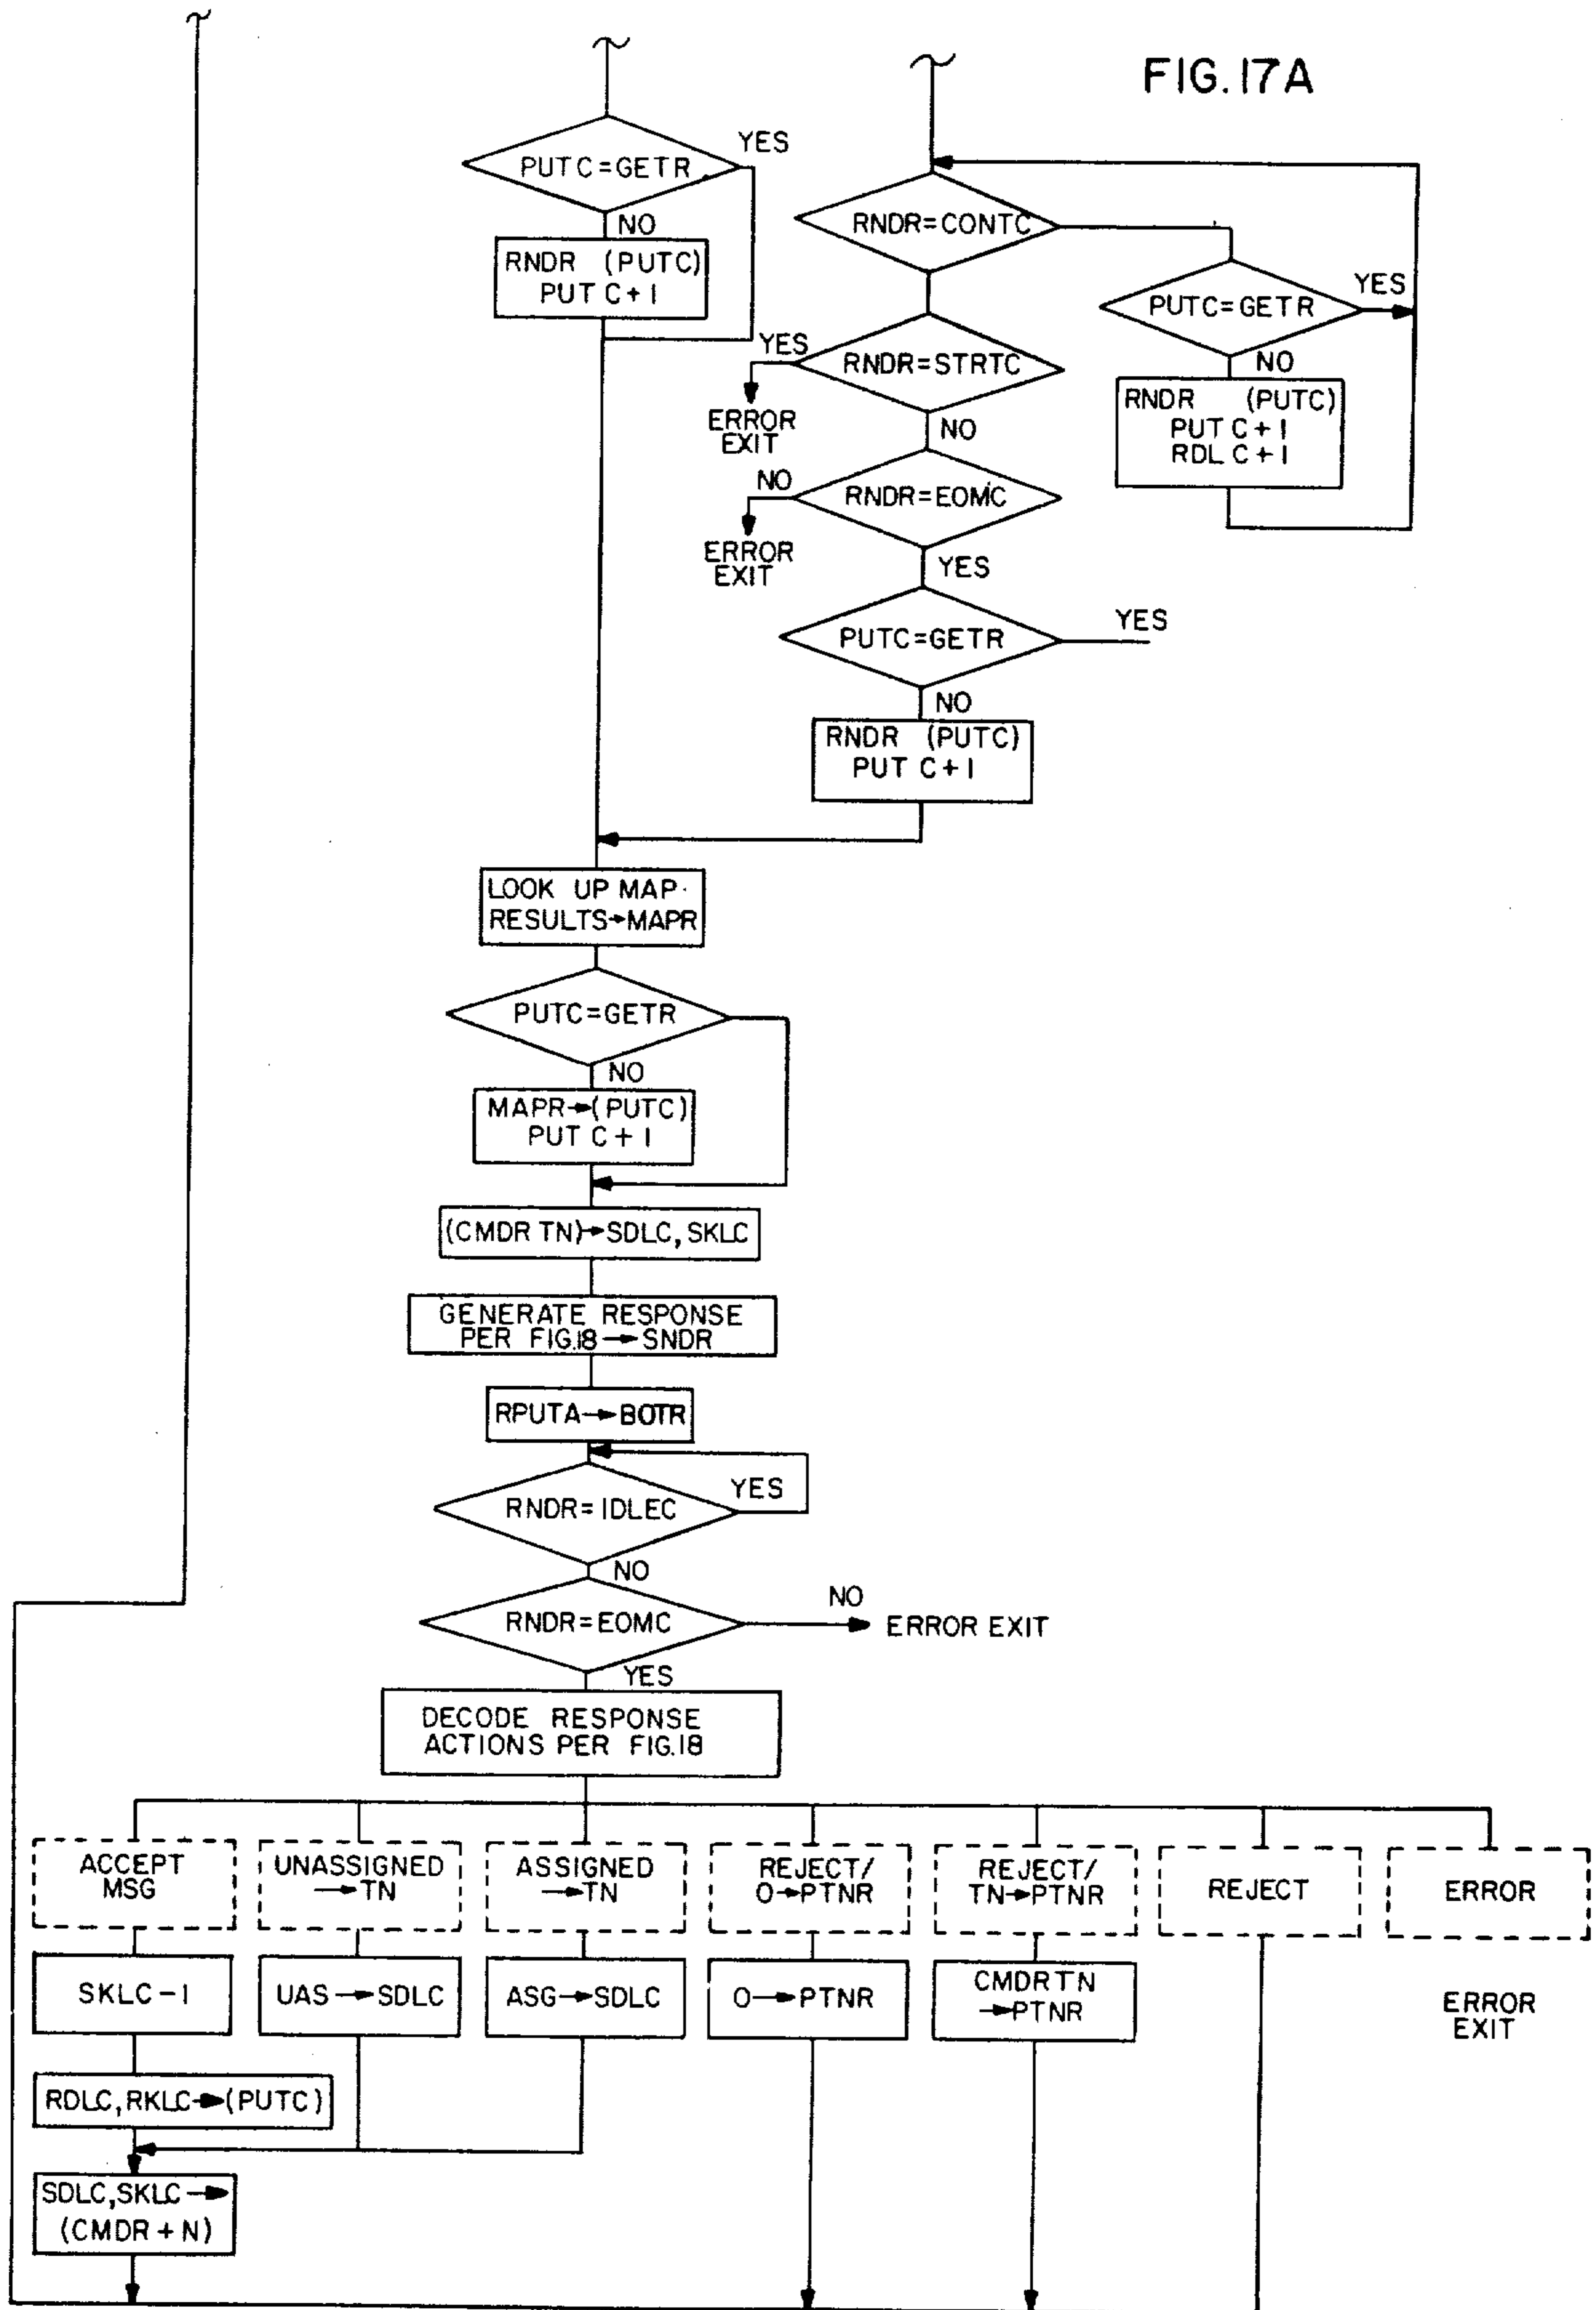 FIG.17A
PUTC=GETR
YES
NO
RNDR (PUTC)
PUT C+1
RNDR=CONTC
PUTC=GETR
YES
NO
RNDR (PUTC)
PUT C+1
RDL C+1
RNDR=STRTC
YES
ERROR
EXIT
NO
RNDR=EOMC
NO
ERROR
EXIT
YES
PUTC=GETR
YES
NO
RNDR (PUTC)
PUT C+1
LOOK UP MAP
RESULTS→MAPR
PUTC=GETR
NO
MAPR→(PUTC)
PUT C+1
(CMDR TN)→SDLC, SKLC
GENERATE RESPONSE
PER FIG.18→SNDR
RPUTA→BOTR
RNDR=IDLEC
YES
NO
RNDR=EOMC
NO
ERROR EXIT
YES
DECODE RESPONSE
ACTIONS PER FIG.18
ACCEPT
MSG
UNASSIGNED
→TN
ASSIGNED
→TN
REJECT/
O→PTNR
REJECT/
TN→PTNR
REJECT
ERROR
SKLC-1
UAS→SDLC
ASG→SDLC
O→PTNR
CMDRTN
→PTNR
ERROR
EXIT
RDLC,RKLC→(PUTC)
SDLC,SKLC→
(CMDR+N)